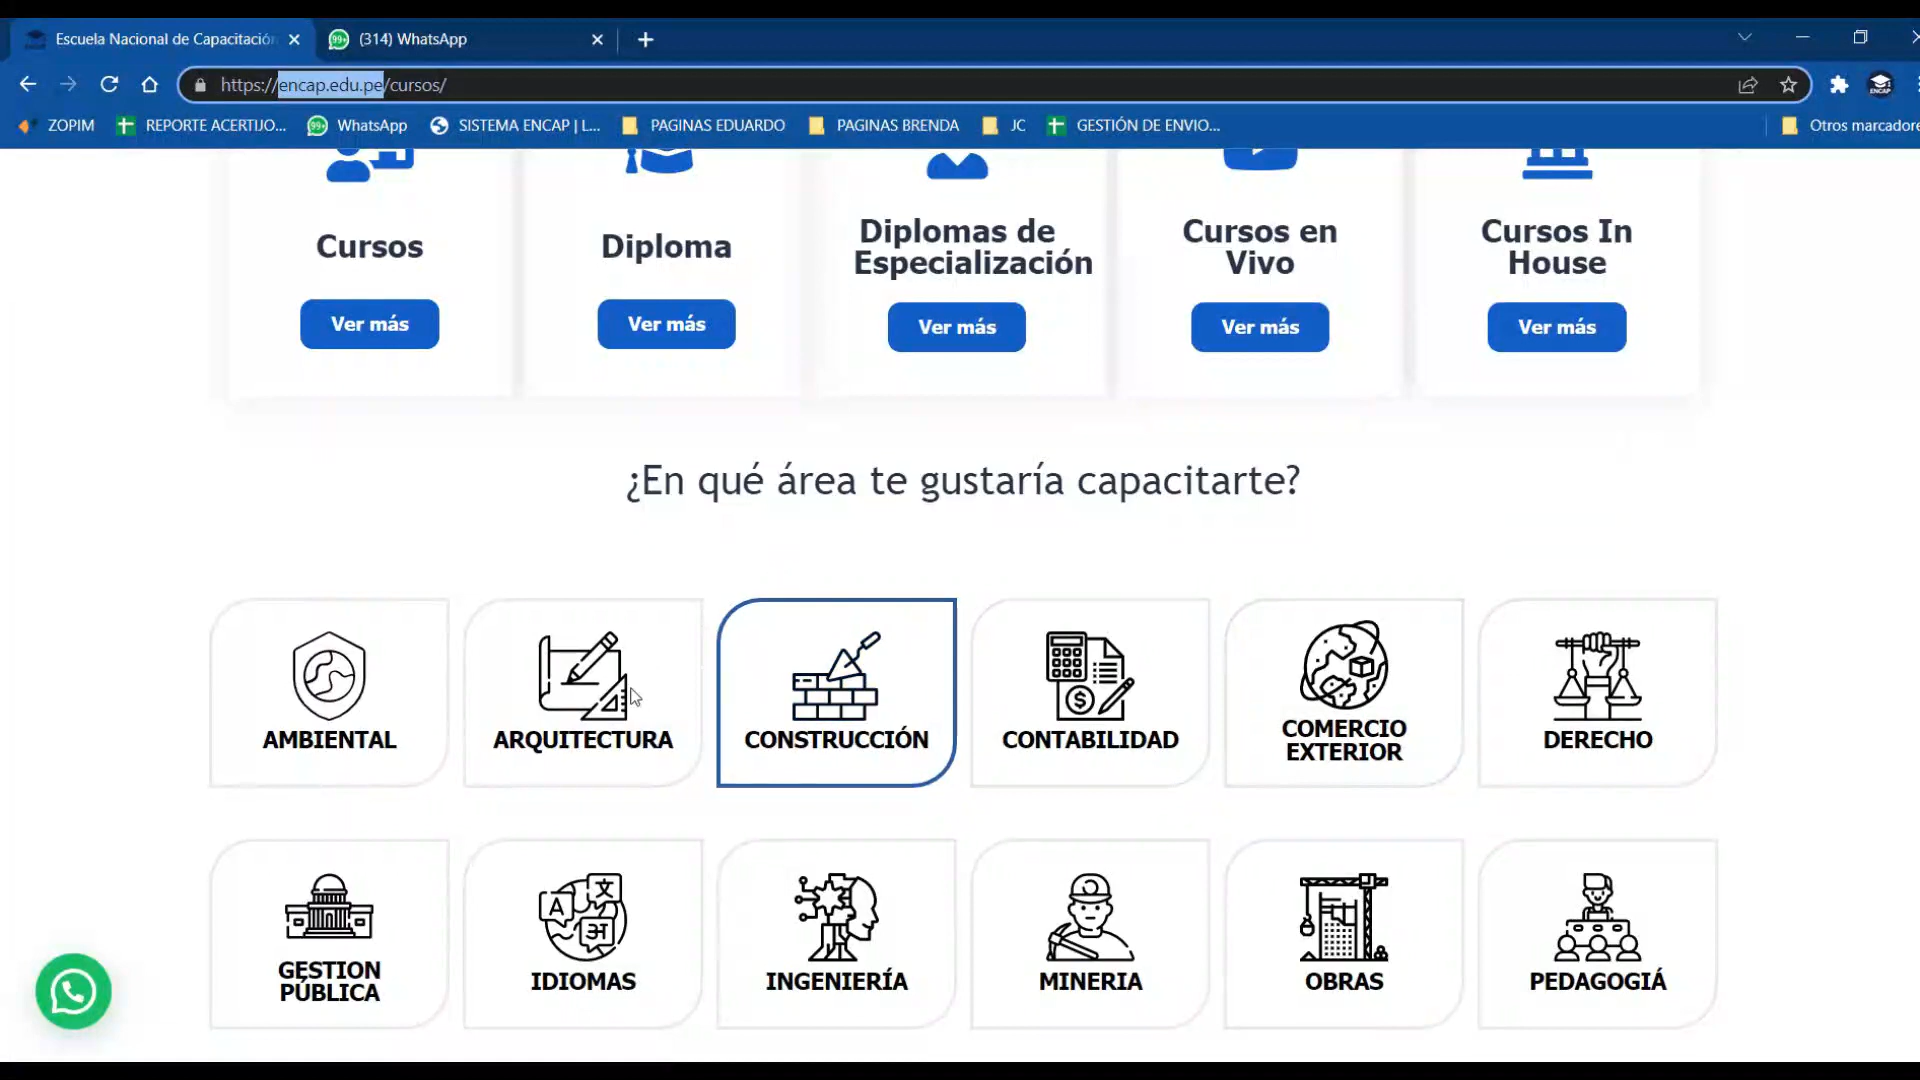 Escuela Nacional de Capacitación
(314) WhatsApp
https://encap.edu.pe/cursos/
ENCAP
ZOPIM
REPORTE ACERTIJO...
WhatsApp
SISTEMA ENCAP | L...
PAGINAS EDUARDO
PAGINAS BRENDA
JC
GESTIÓN DE ENVIO...
Otros marcadore
Cursos
Diploma
Diplomas de
Especialización
Cursos en
Vivo
Cursos In
House
Ver más
Ver más
Ver más
Ver más
Ver más
¿En qué área te gustaría capacitarte?
AMBIENTAL
ARQUITECTURA
CONSTRUCCIÓN
CONTABILIDAD
COMERCIO
EXTERIOR
DERECHO
GESTION
PÚBLICA
IDIOMAS
INGENIERÍA
MINERIA
OBRAS
PEDAGOGIÁ